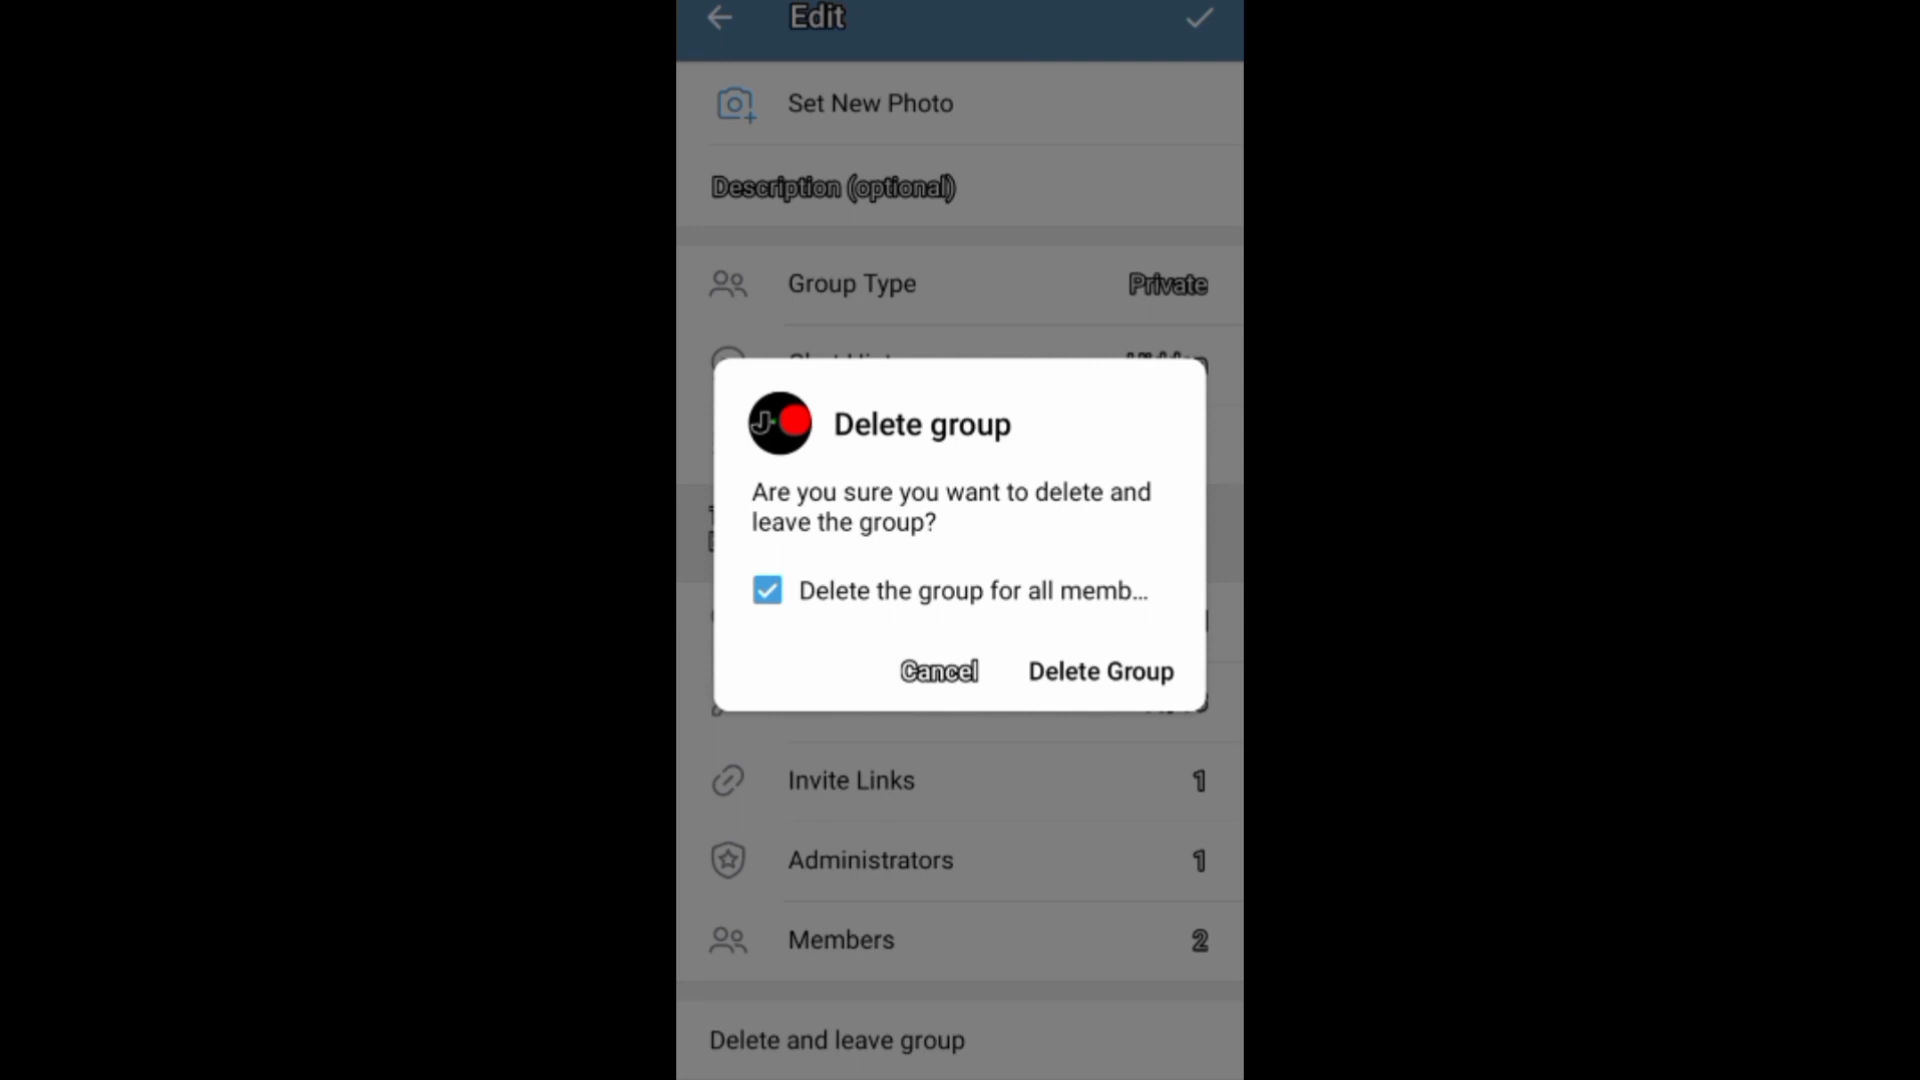 Edit
Set New Photo
Description (optional)
Group Type Private
J
Delete group
Are you sure you want to delete and
leave the group?
Delete the group for all memb...
Cancel Delete Group
Invite Links 1
Administrators 1
Members 2
Delete and leave group